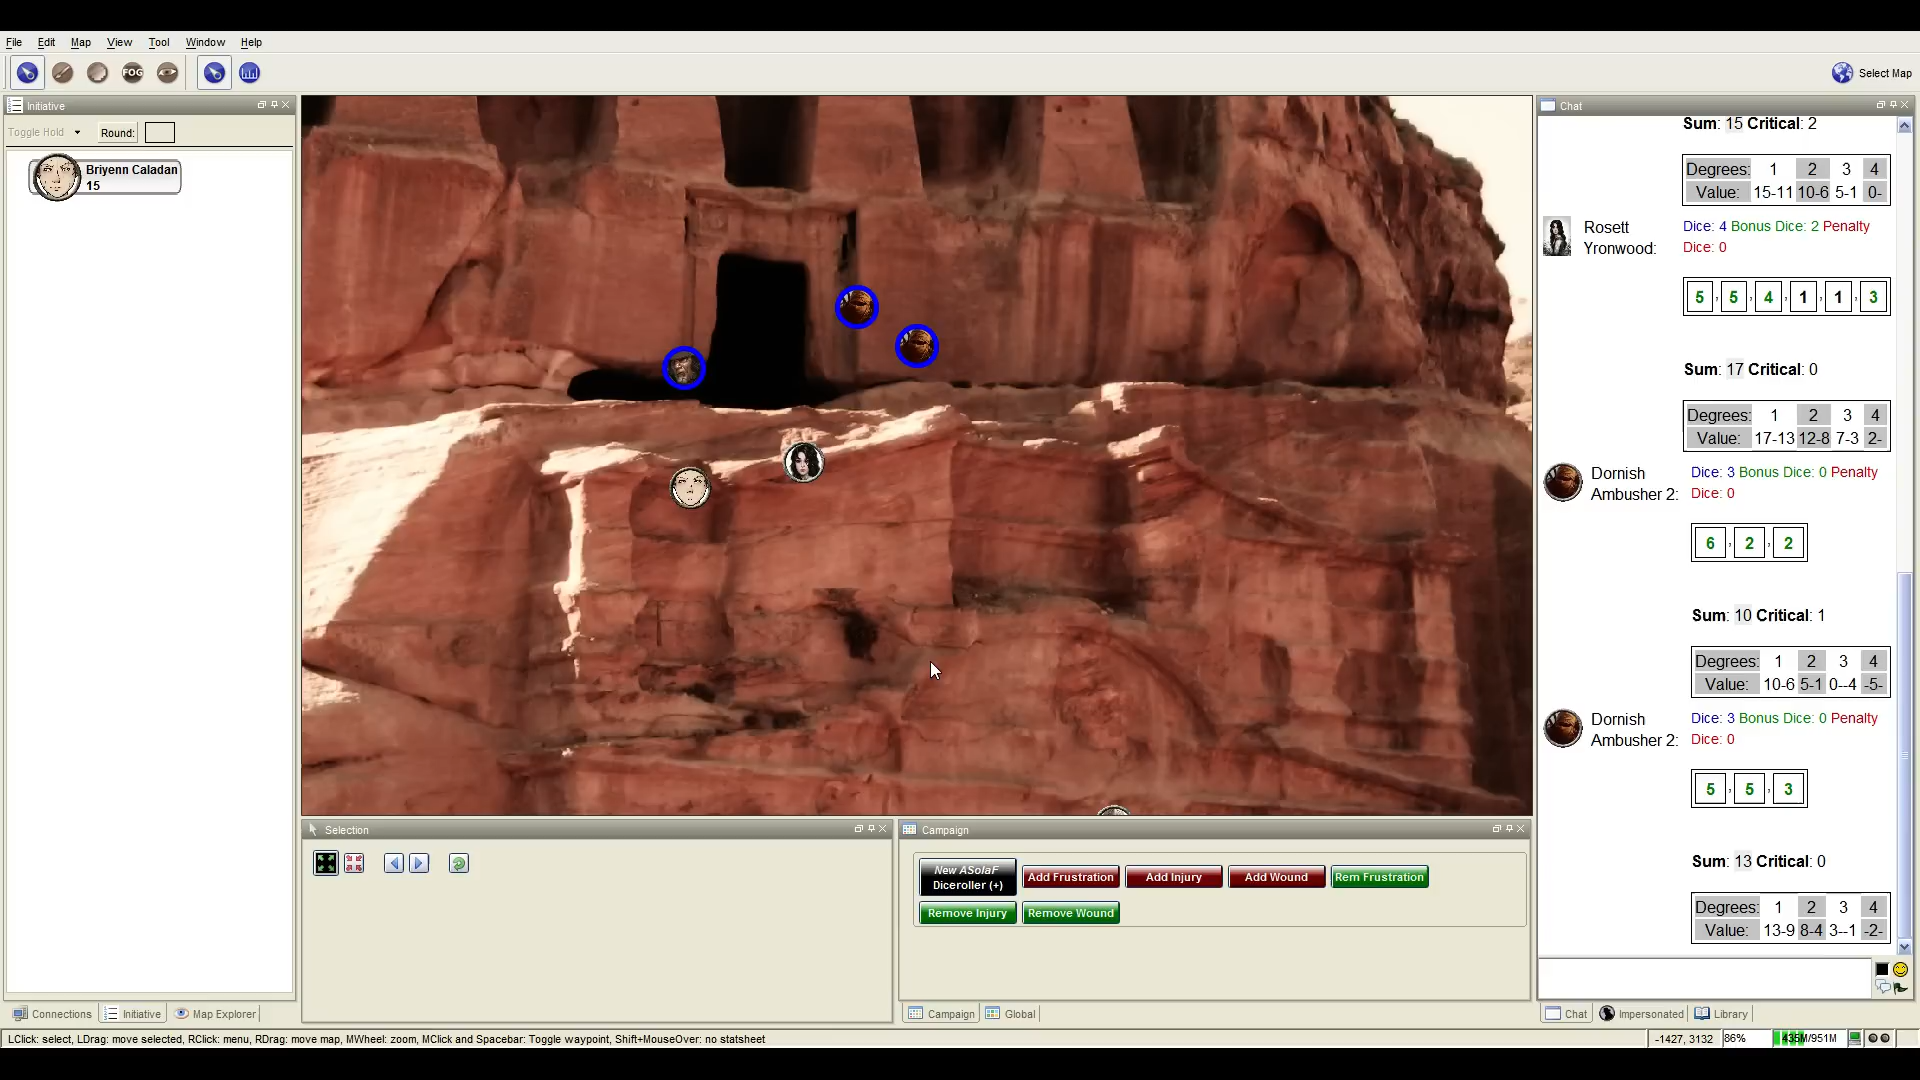 File Edit Map View Tool Window Help
FOG
Select Map
Initiative
Toggle Hold Round:
Briyenn Caladan
15
Chat
Sum: 15 Critical: 2
Degrees: 1 2 3 4
Value: 15-11 10-6 5-1 0-
Rosett Yronwood:
Dice: 4 Bonus Dice: 2 Penalty
Dice: 0
5 , 5 , 4 , 1 , 1 , 3
Sum: 17 Critical: 0
Degrees: 1 2 3 4
Value: 17-13 12-8 7-3 2-
Dornish Ambusher 2:
Dice: 3 Bonus Dice: 0 Penalty
Dice: 0
6 , 2 , 2
Sum: 10 Critical: 1
Degrees: 1 2 3 4
Value: 10-6 5-1 0--4 -5-
Dornish Ambusher 2:
Dice: 3 Bonus Dice: 0 Penalty
Dice: 0
5 , 5 , 3
Sum: 13 Critical: 0
Degrees: 1 2 3 4
Value: 13-9 8-4 3--1 -2-
Selection
Campaign
New ASoIaF
Diceroller (+)
Add Frustration Add Injury Add Wound Rem Frustration
Remove Injury Remove Wound
Connections Initiative Map Explorer
Campaign Global
Chat Impersonated Library
LClick: select, LDrag: move selected, RClick: menu, RDrag: move map, MWheel: zoom, MClick and Spacebar: Toggle waypoint, Shift+MouseOver: no statsheet
-1427, 3132 86% 435M/951M